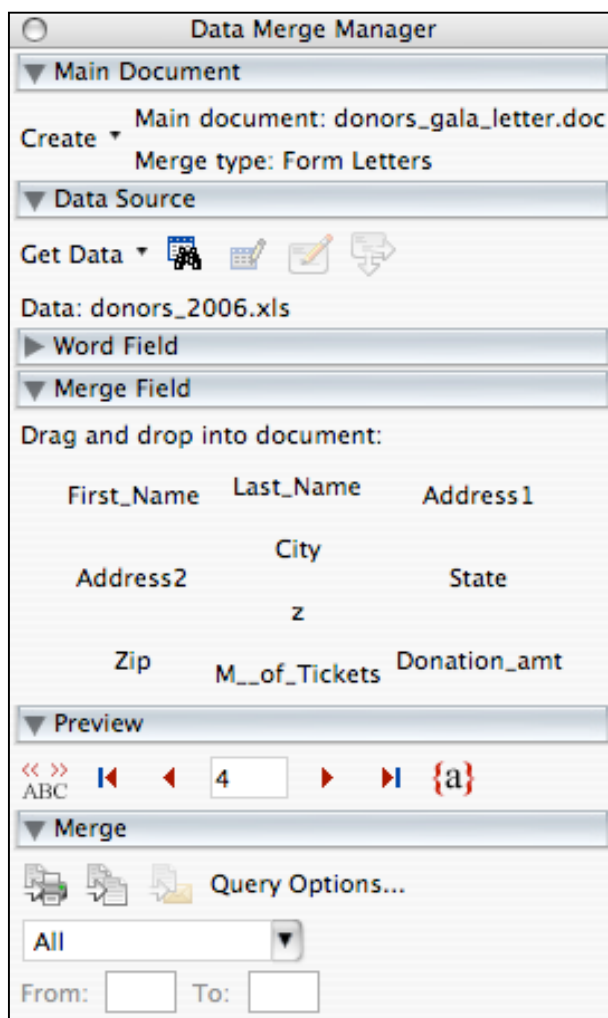 Data Merge Manager
Main Document
Create
Main document: donors_gala_letter.doc
Merge type: Form Letters
Data Source
Get Data
Data: donors_2006.xls
Word Field
Merge Field
Drag and drop into document:
First_Name Last_Name Address1
City
Address2 State
z
Zip M__of_Tickets Donation_amt
Preview
<< >>
ABC
4
{a}
Merge
Query Options...
All
From: To: